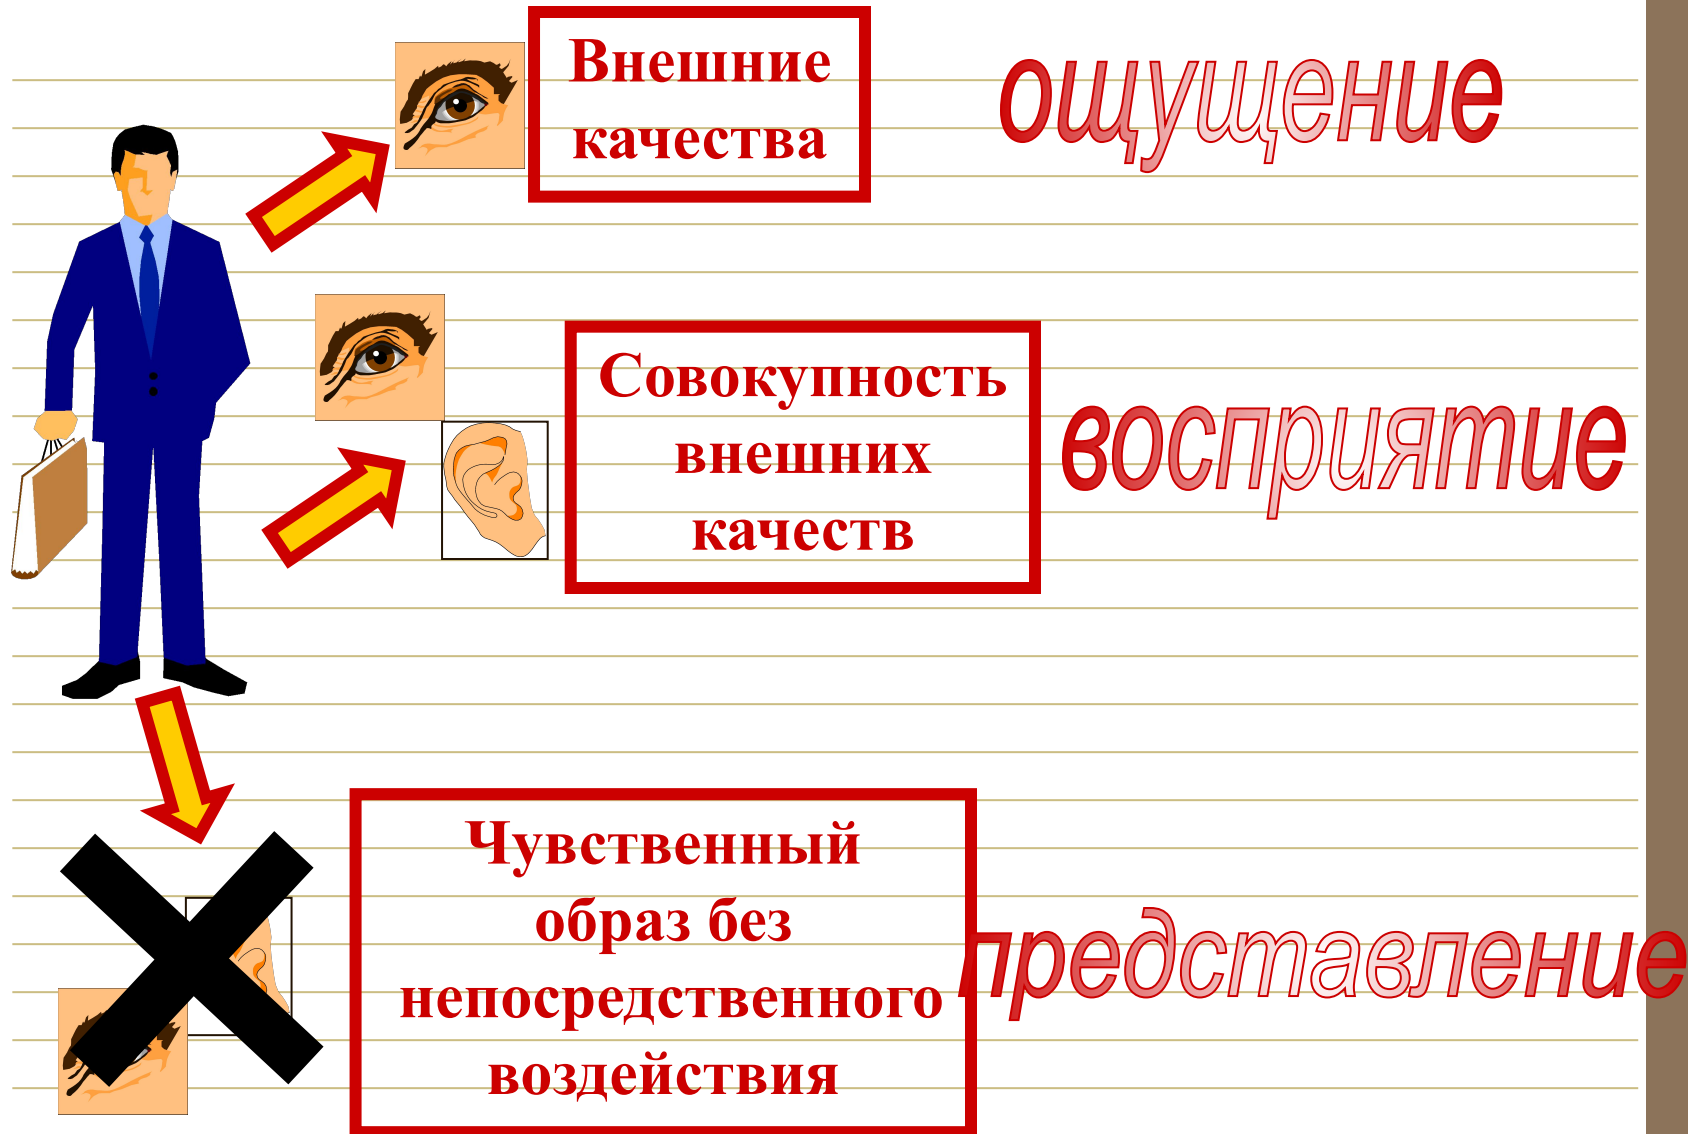 Внешние
качества
ощущение
Совокупность
внешних
качеств
восприятие
Чувственный
образ без
непосредственного
воздействия
представление